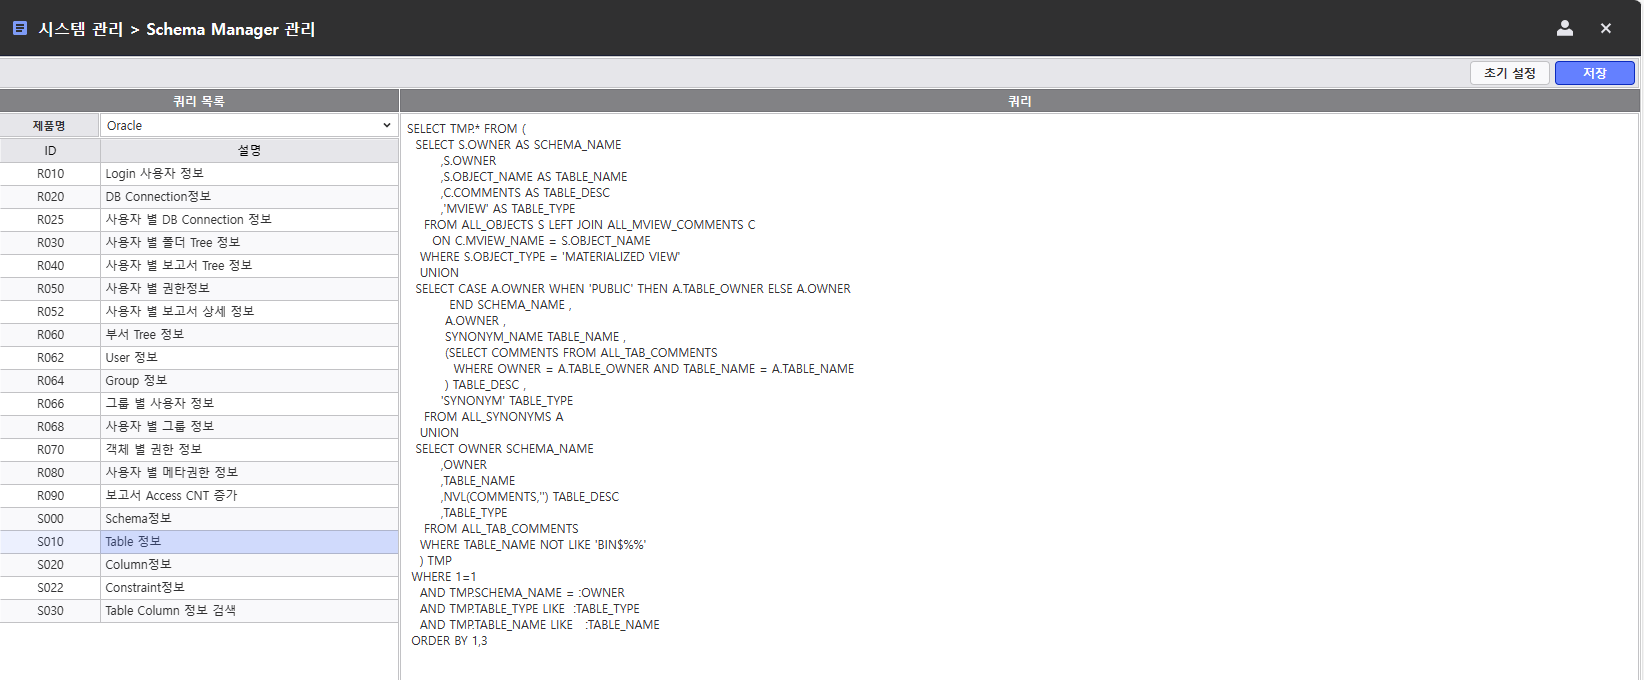 시스템 관리 > Schema Manager 관리
초기 설정
저장
쿼리 목록
쿼리
제품명 Oracle
ID 설명
R010 Login 사용자 정보
R020 DB Connection정보
R025 사용자 별 DB Connection 정보
R030 사용자 별 폴더 Tree 정보
R040 사용자 별 보고서 Tree 정보
R050 사용자 별 권한정보
R052 사용자 별 보고서 상세 정보
R060 부서 Tree 정보
R062 User 정보
R064 Group 정보
R066 그룹 별 사용자 정보
R068 사용자 별 그룹 정보
R070 객체 별 권한 정보
R080 사용자 별 메타권한 정보
R090 보고서 Access CNT 증가
S000 Schema정보
S010 Table 정보
S020 Column정보
S022 Constraint정보
S030 Table Column 정보 검색
SELECT TMP.* FROM (
SELECT S.OWNER AS SCHEMA_NAME
,S.OWNER
,S.OBJECT_NAME AS TABLE_NAME
,C.COMMENTS AS TABLE_DESC
,'MVIEW' AS TABLE_TYPE
FROM ALL_OBJECTS S LEFT JOIN ALL_MVIEW_COMMENTS C
ON C.MVIEW_NAME = S.OBJECT_NAME
WHERE S.OBJECT_TYPE = 'MATERIALIZED VIEW'
UNION
SELECT CASE A.OWNER WHEN 'PUBLIC' THEN A.TABLE_OWNER ELSE A.OWNER
END SCHEMA_NAME ,
A.OWNER ,
SYNONYM_NAME TABLE_NAME ,
(SELECT COMMENTS FROM ALL_TAB_COMMENTS
WHERE OWNER = A.TABLE_OWNER AND TABLE_NAME = A.TABLE_NAME
) TABLE_DESC ,
'SYNONYM' TABLE_TYPE
FROM ALL_SYNONYMS A
UNION
SELECT OWNER SCHEMA_NAME
,OWNER
,TABLE_NAME
,NVL(COMMENTS,'') TABLE_DESC
,TABLE_TYPE
FROM ALL_TAB_COMMENTS
WHERE TABLE_NAME NOT LIKE 'BIN$%%'
) TMP
WHERE 1=1
AND TMP.SCHEMA_NAME = :OWNER
AND TMP.TABLE_TYPE LIKE :TABLE_TYPE
AND TMP.TABLE_NAME LIKE :TABLE_NAME
ORDER BY 1,3